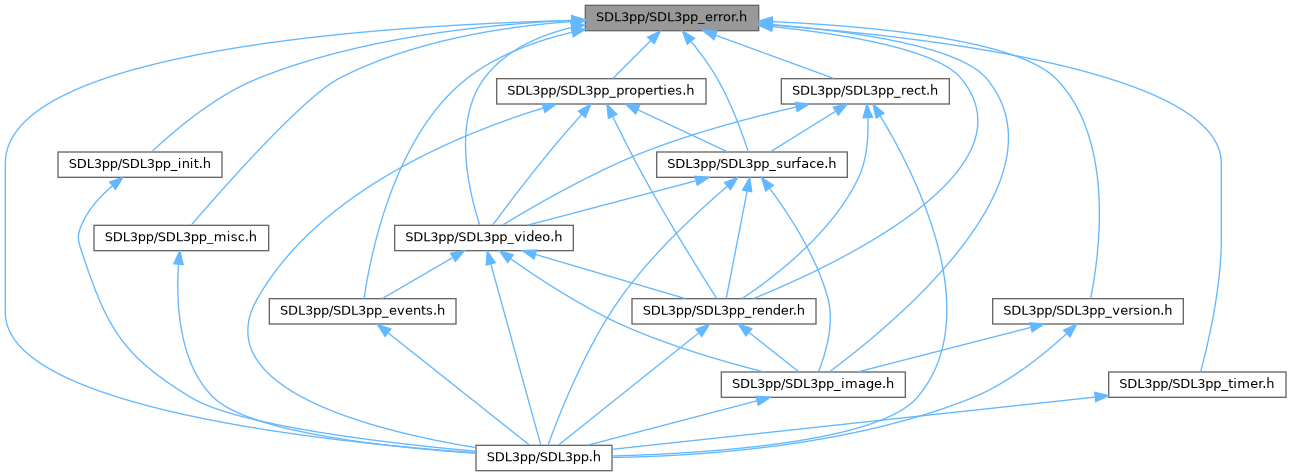 SDL3pp/SDL3pp_error.h
SDL3pp/SDL3pp_properties.h
SDL3pp/SDL3pp_rect.h
SDL3pp/SDL3pp_init.h
SDL3pp/SDL3pp_surface.h
SDL3pp/SDL3pp_misc.h
SDL3pp/SDL3pp_video.h
SDL3pp/SDL3pp_events.h
SDL3pp/SDL3pp_render.h
SDL3pp/SDL3pp_version.h
SDL3pp/SDL3pp_image.h
SDL3pp/SDL3pp_timer.h
SDL3pp/SDL3pp.h